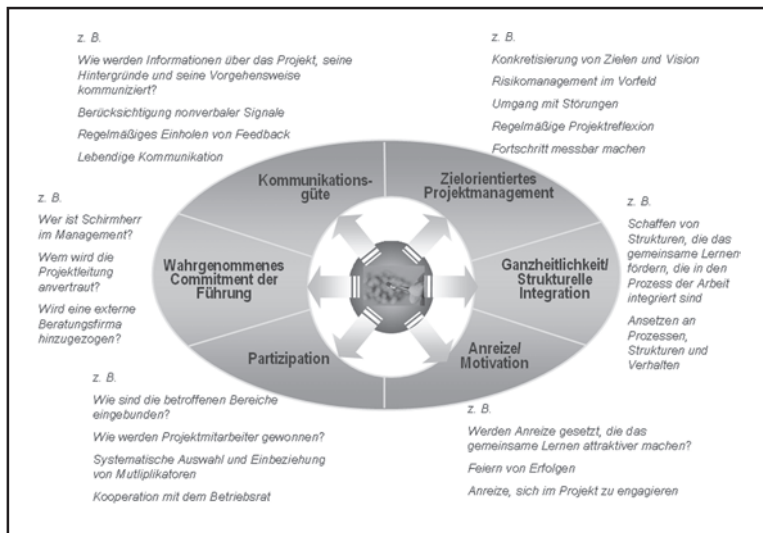 z. B.
Wie werden Informationen über das Projekt, seine
Hintergründe und seine Vorgehensweise
kommuniziert?
Berücksichtigung nonverbaler Signale
Regelmäßiges Einholen von Feedback
Lebendige Kommunikation
z. B.
Konkretisierung von Zielen und Vision
Risikomanagement im Vorfeld
Umgang mit Störungen
Regelmäßige Projektreflexion
Fortschritt messbar machen
Kommunikations-
güte
Zielorientiertes
Projektmanagement
z. B.
Wer ist Schirmherr
im Management?
Wem wird die
Projektleitung
anvertraut?
Wird eine externe
Beratungsfirma
hinzugezogen?
Wahrgenommenes
Commitment der
Führung
Ganzheitlichkeit/
Strukturelle
Integration
z. B.
Schaffen von
Strukturen, die das
gemeinsame Lernen
fördern, die in den
Prozess der Arbeit
integriert sind
Ansetzen an
Prozessen,
Strukturen und
Verhalten
Partizipation
Anreize/
Motivation
z. B.
Wie sind die betroffenen Bereiche
eingebunden?
Wie werden Projektmitarbeiter gewonnen?
Systematische Auswahl und Einbeziehung
von Mutliplikatoren
Kooperation mit dem Betriebsrat
z. B.
Werden Anreize gesetzt, die das
gemeinsame Lernen attraktiver machen?
Feiern von Erfolgen
Anreize, sich im Projekt zu engagieren